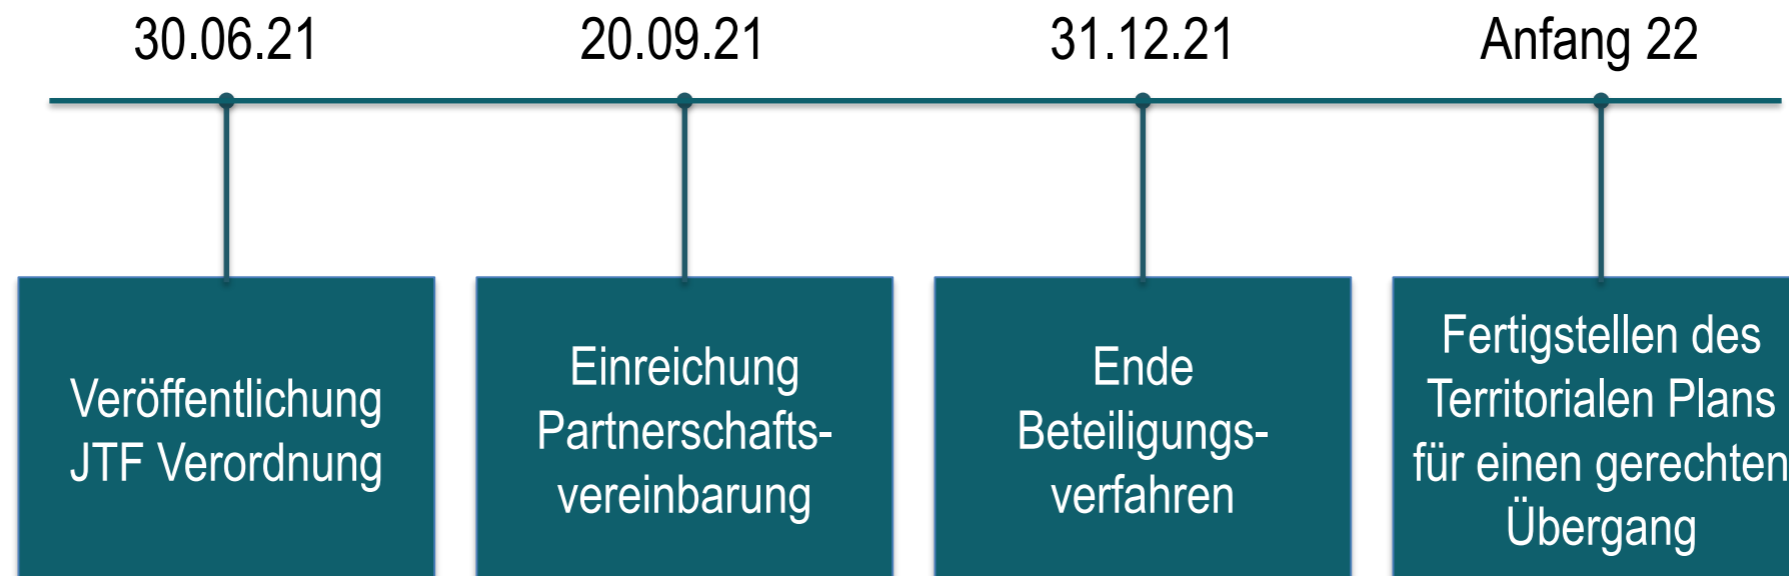 30.06.21
20.09.21
31.12.21
Anfang 22
Veröffentlichung
JTF Verordnung
Einreichung
Partnerschafts-
vereinbarung
Ende
Beteiligungs-
verfahren
Fertigstellen des
Territorialen Plans
für einen gerechten
Übergang